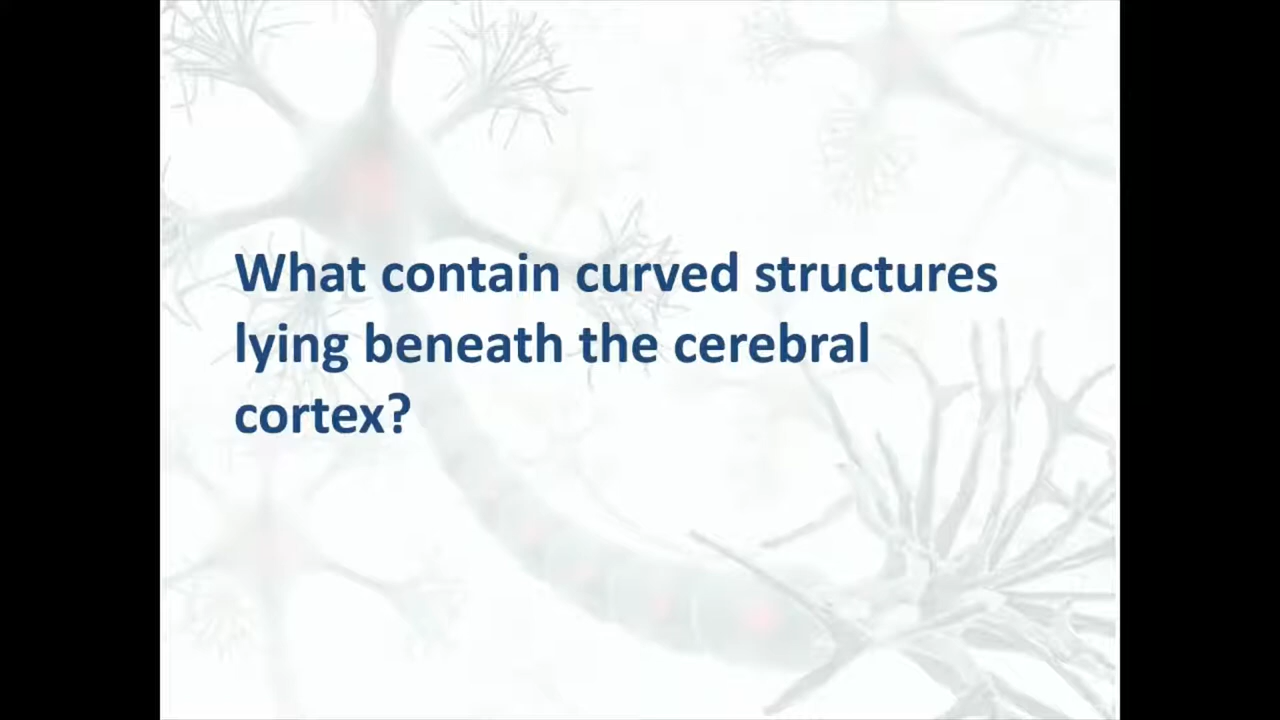 What contain curved structures
lying beneath the cerebral
cortex?